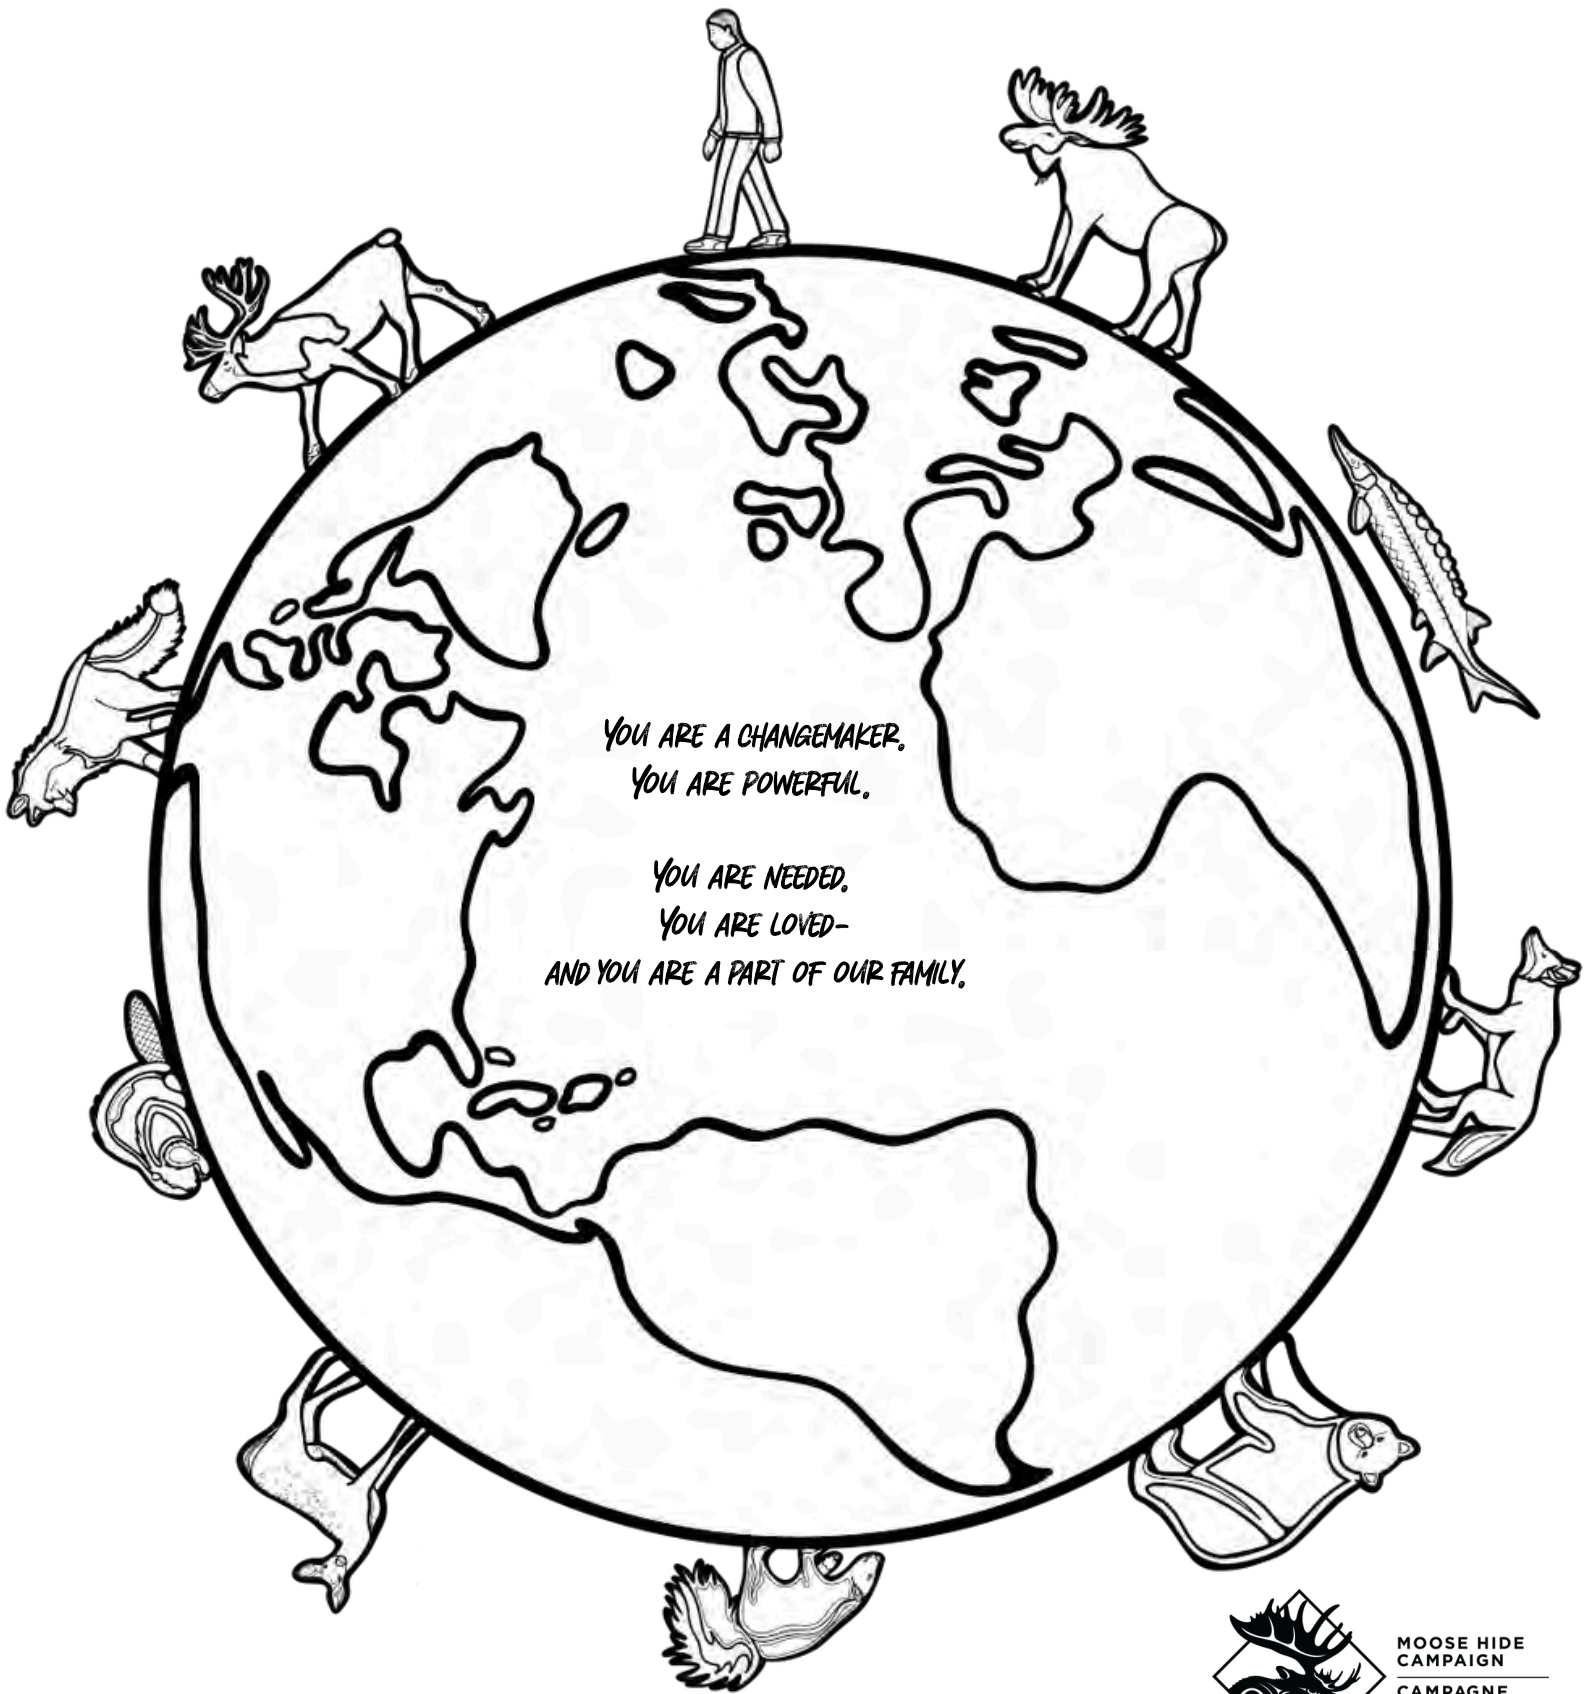 YOU ARE A CHANGEMAKER.
YOU ARE POWERFUL.
YOU ARE NEEDED.
YOU ARE LOVED-
AND YOU ARE A PART OF OUR FAMILY.
MOOSE HIDE
CAMPAIGN
CAMPAGNE